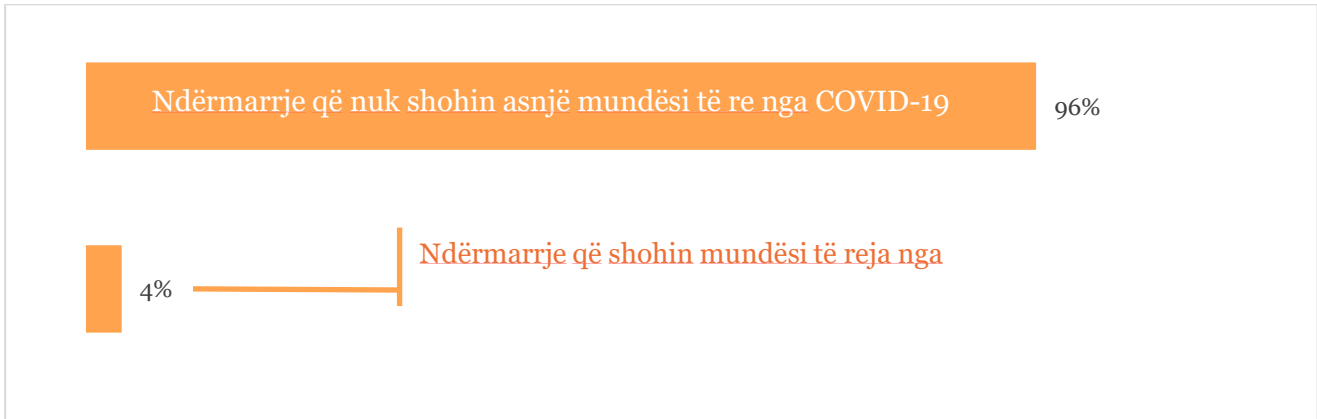 Ndërmarrje që nuk shohin asnjë mundësi të re nga COVID-19
96%
Ndërmarrje që shohin mundësi të reja nga
4%